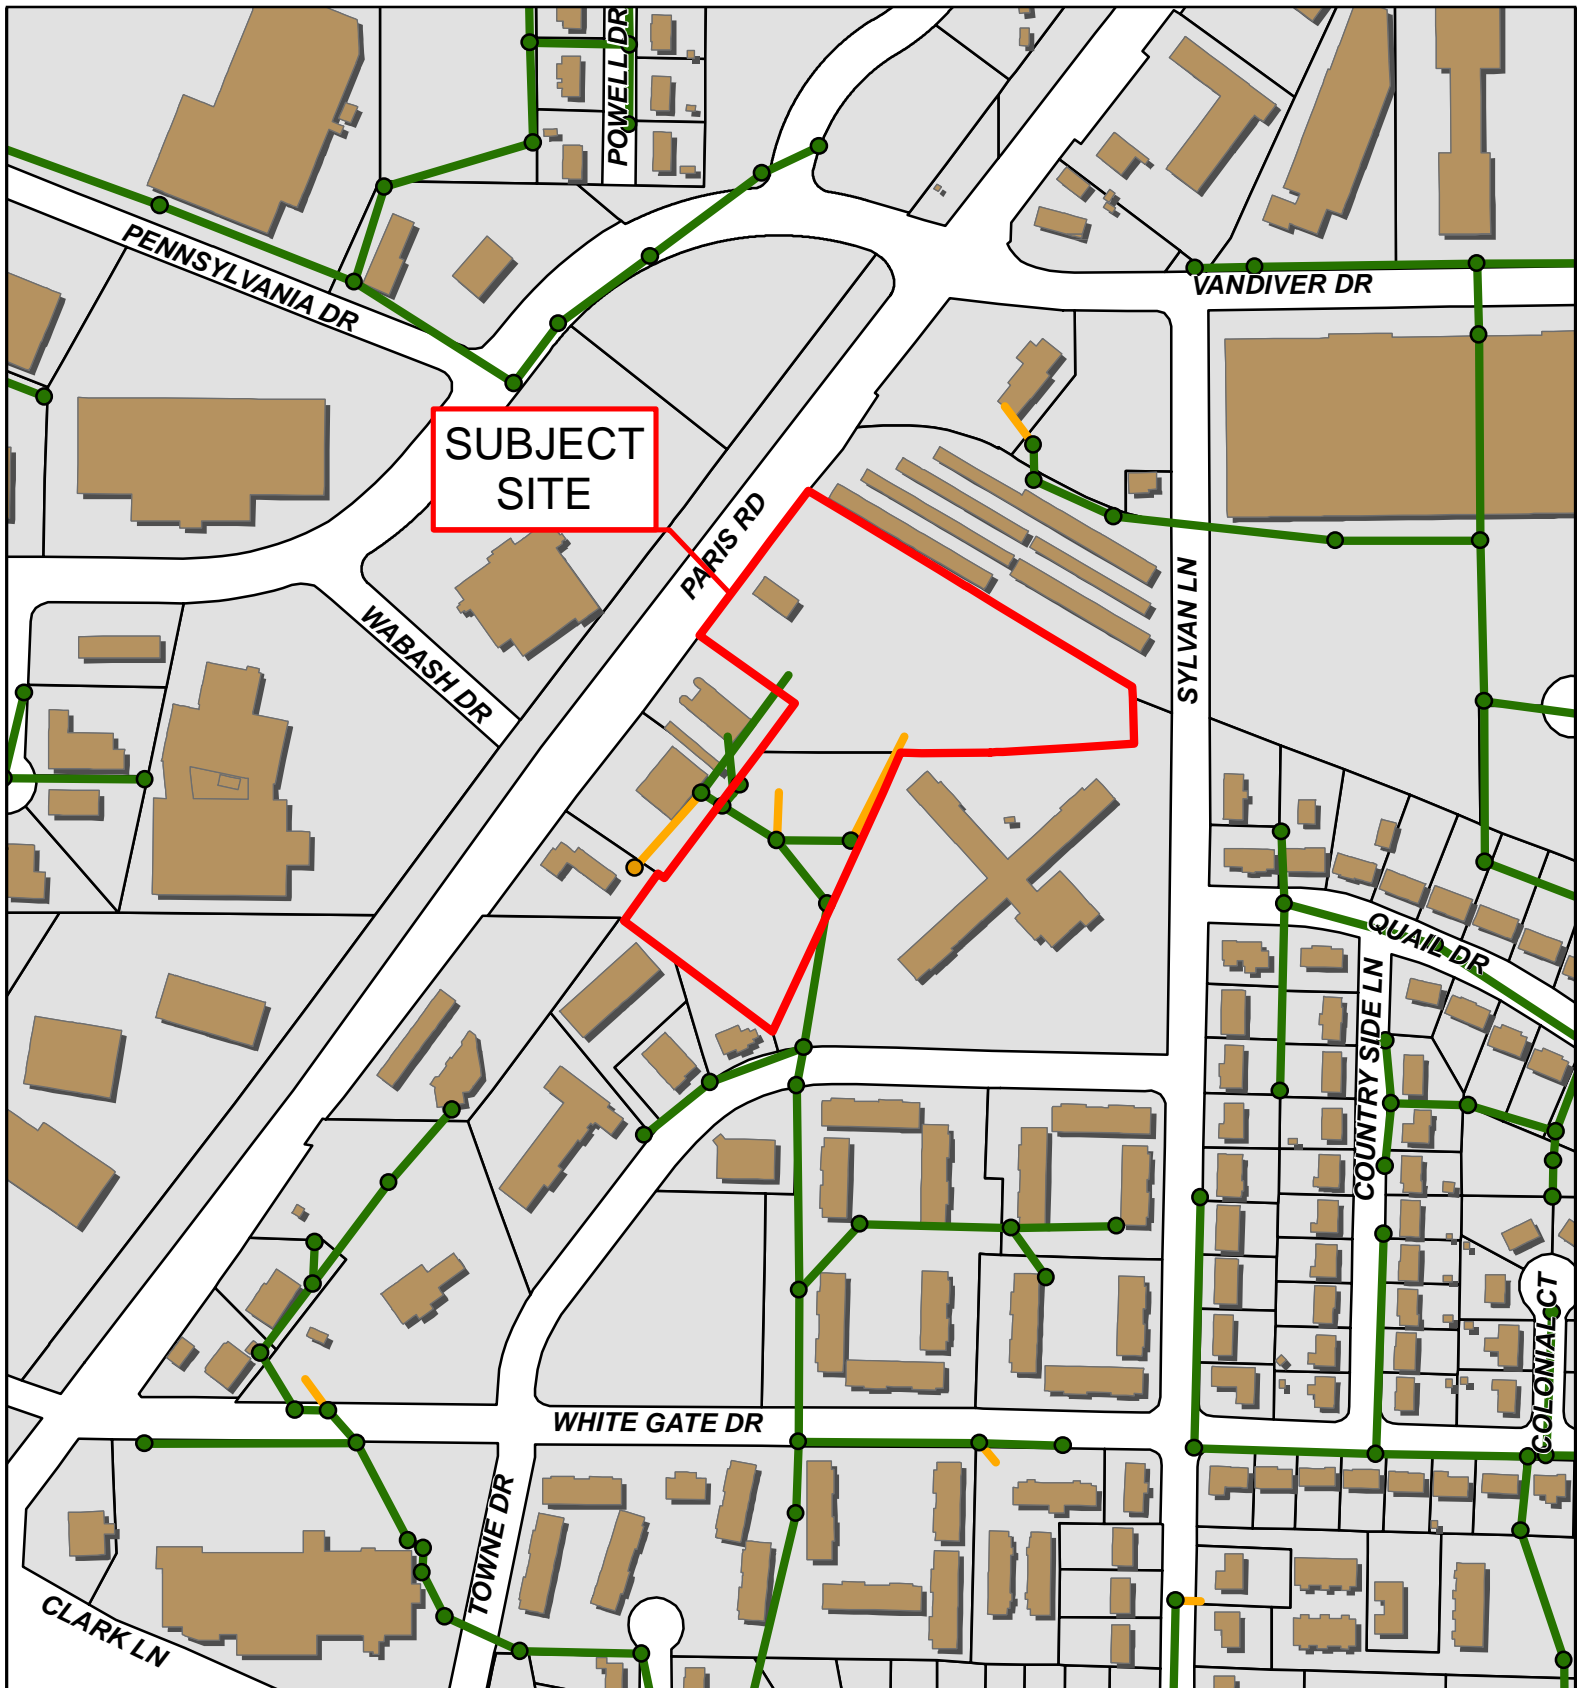 POWELL DR
PENNSYLVANIA DR
VANDIVER DR
SUBJECT
SITE
PARIS RD
SYLVAN LN
WABASH DR
QUAIL DR
COUNTRY SIDE LN
COLONIAL CT
WHITE GATE DR
TOWNE DR
CLARK LN